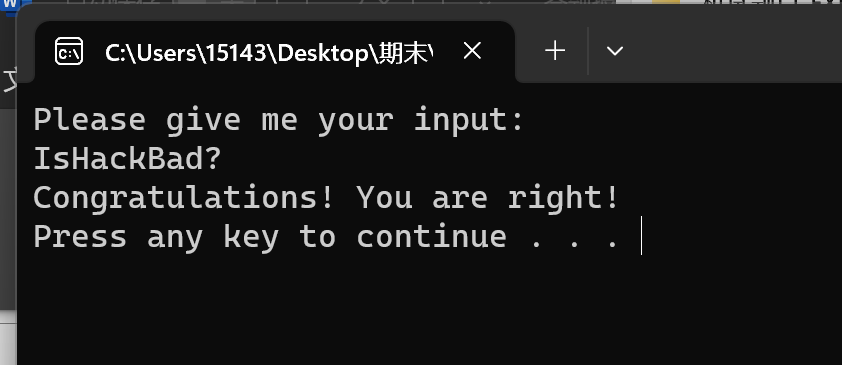 C:\Users\15143\Desktop\期末\
Please give me your input:
IsHackBad?
Congratulations! You are right!
Press any key to continue . . .